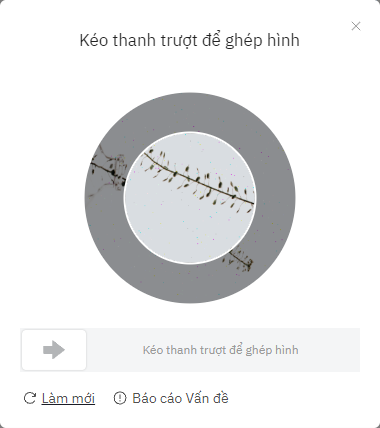 Kéo thanh trượt để ghép hình
Kéo thanh trượt để ghép hình
Làm mới
Báo cáo Vấn đề